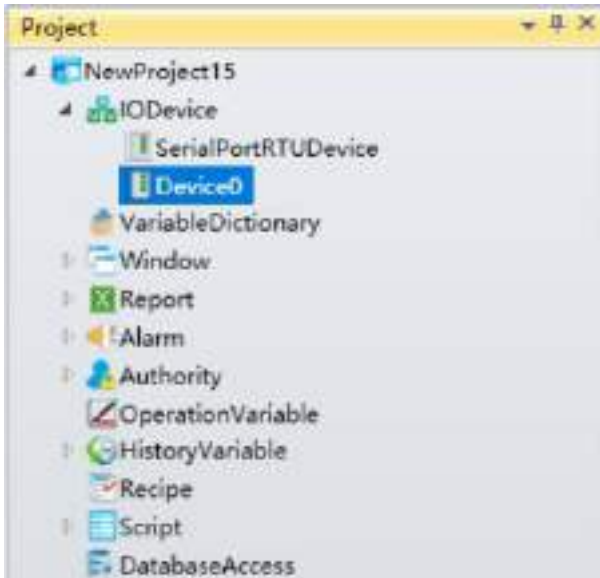 Project
NewProject15
IODevice
SerialPortRTUDevice
Device0
VariableDictionary
Window
Report
Alarm
Authority
OperationVariable
HistoryVariable
Recipe
Script
DatabaseAccess